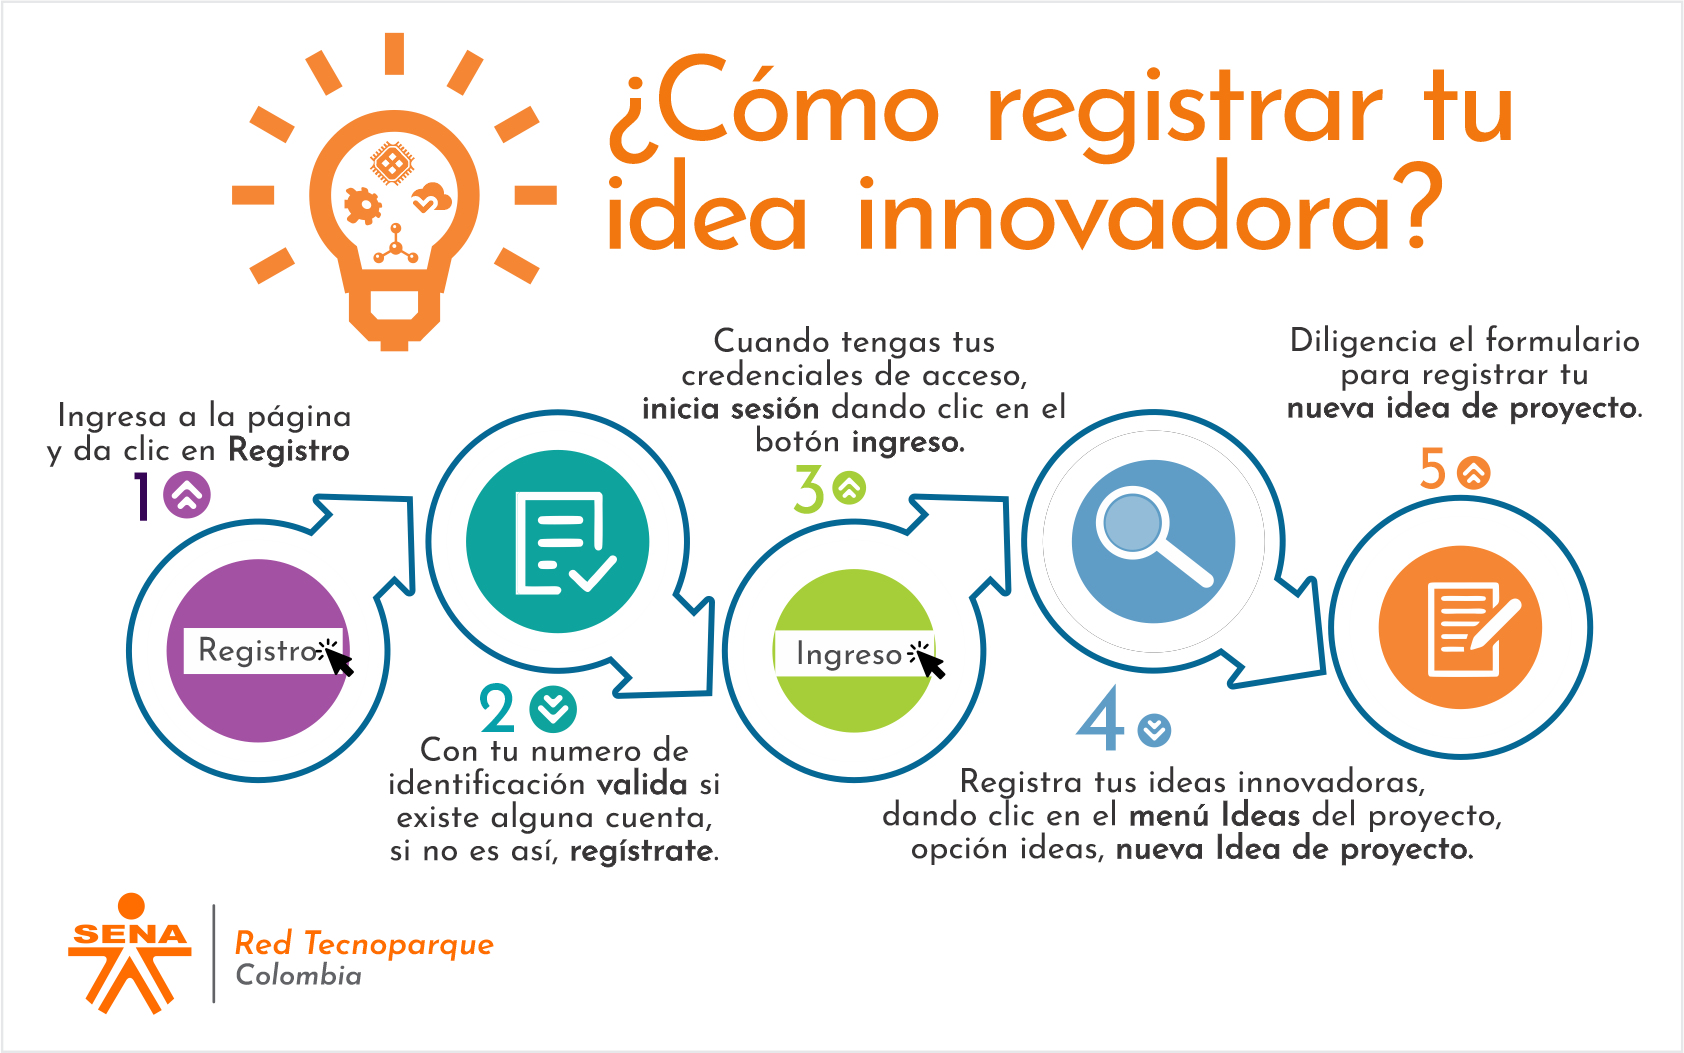 ¿Cómo registrar tu
idea innovadora?
Ingresa a la página
y da clic en Registro
1
Registro
2
Con tu numero de
identificación valida si
existe alguna cuenta,
si no es así, regístrate.
Cuando tengas tus
credenciales de acceso,
inicia sesión dando clic en el
botón ingreso.
3
Ingreso
4
Registra tus ideas innovadoras,
dando clic en el menú Ideas del proyecto,
opción ideas, nueva Idea de proyecto.
Diligencia el formulario
para registrar tu
nueva idea de proyecto.
5
SENA
Red Tecnoparque
Colombia